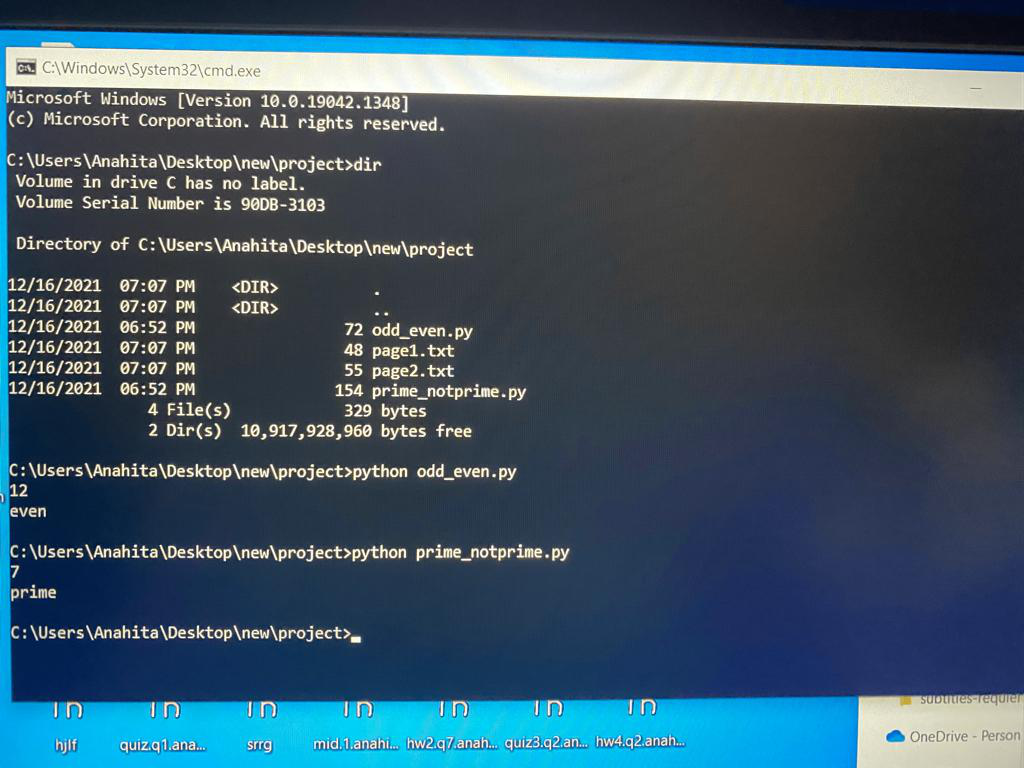 C:\Windows\System32\cmd.exe
Microsoft Windows [Version 10.0.19042.1348]
(c) Microsoft Corporation. All rights reserved.
C:\Users\Anahita\Desktop\new\project>dir
Volume in drive C has no label.
Volume Serial Number is 90DB-3103
Directory of C:\Users\Anahita\Desktop\new\project
12/16/2021 07:07 PM <DIR> .
12/16/2021 07:07 PM <DIR> ..
12/16/2021 06:52 PM 72 odd_even.py
12/16/2021 07:07 PM 48 page1.txt
12/16/2021 07:07 PM 55 page2.txt
12/16/2021 06:52 PM 154 prime_notprime.py
4 File(s) 329 bytes
2 Dir(s) 10,917,928,960 bytes free
C:\Users\Anahita\Desktop\new\project>python odd_even.py
12
even
C:\Users\Anahita\Desktop\new\project>python prime_notprime.py
7
prime
C:\Users\Anahita\Desktop\new\project>
OneDrive - Person
hjlf quiz.q1.ana... srrg mid.1.anahi... hw2.q7.anah... quiz3.q2.an... hw4.q2.anah...